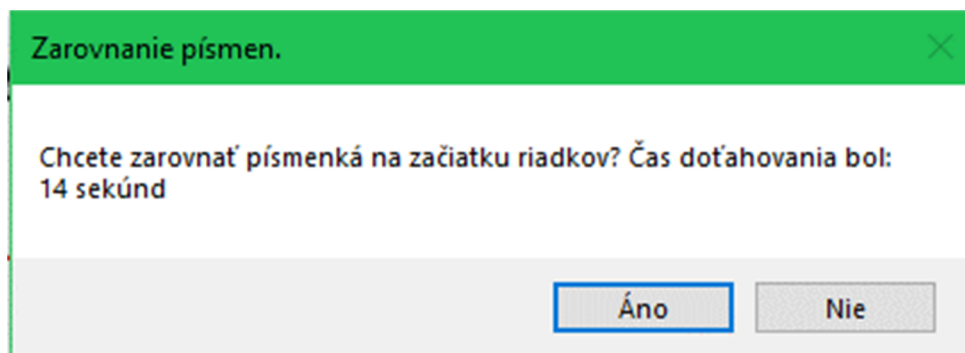 Zarovnanie písmen.
Chcete zarovnať písmenká na začiatku riadkov? Čas doťahovania bol:
14 sekúnd
Áno
Nie